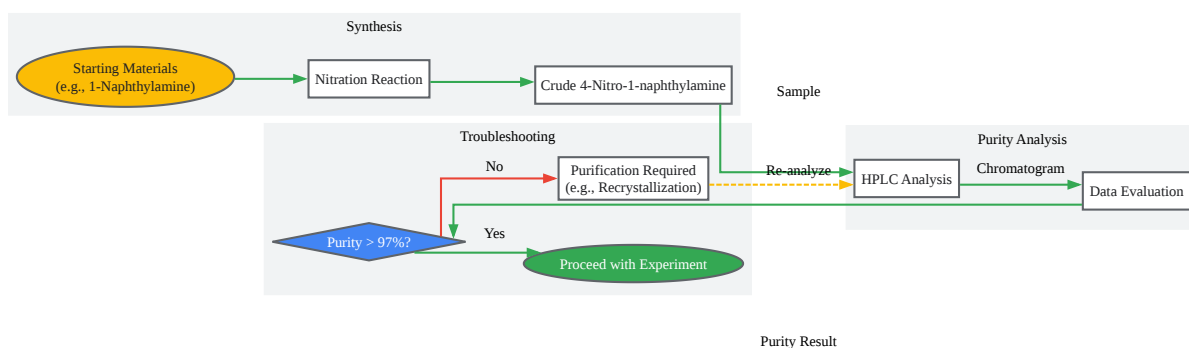 Synthesis
Starting Materials
(e.g., 1-Naphthylamine)
Nitration Reaction
Crude 4-Nitro-1-naphthylamine
Sample
Troubleshooting
Purity Analysis
No
Purification Required
(e.g., Recrystallization)
Re-analyze
HPLC Analysis
Chromatogram
Data Evaluation
Purity > 97%?
Yes
Proceed with Experiment
Purity Result